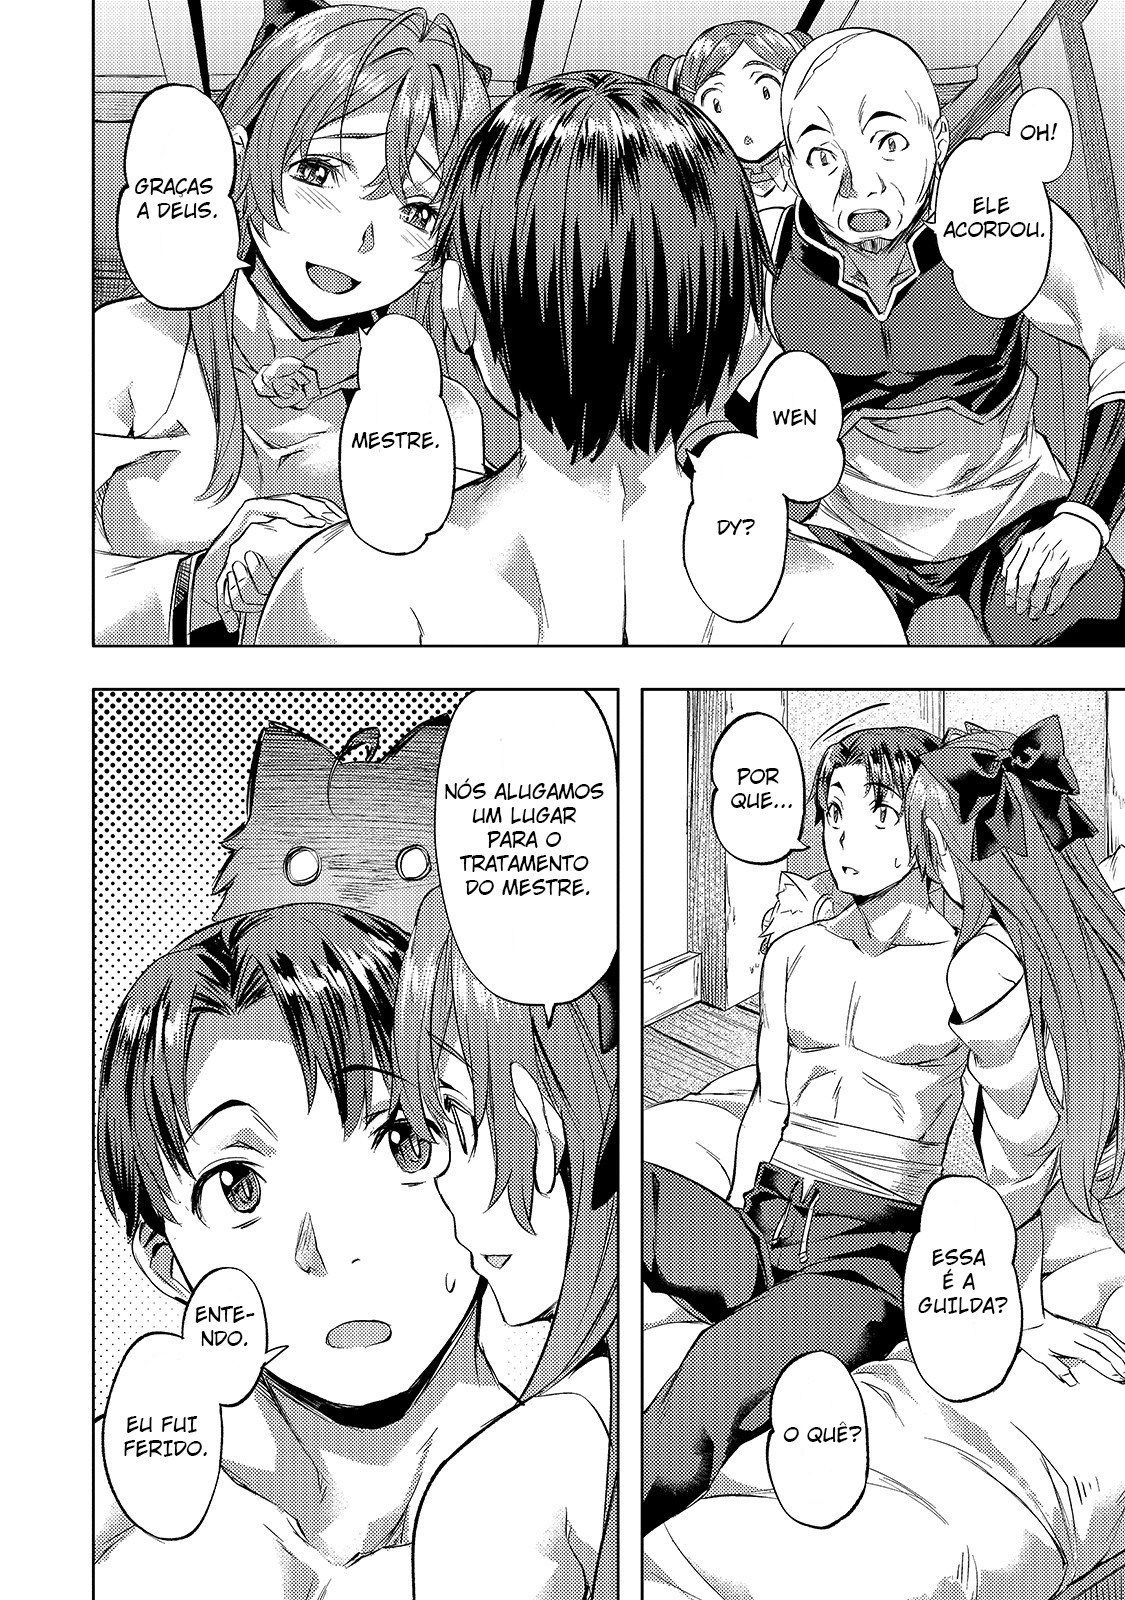 OH!
ELE
ACORDOU.
WEN
DY?
GRAÇAS
A DEUS.
MESTRE.
POR
QUE...
ESSA
É A
GUILDA?
O QUÊ?
NÓS ALUGAMOS
UM LUGAR
PARA O
TRATAMENTO
DO MESTRE.
ENTE-
NDO.
EU FUI
FERIDO.